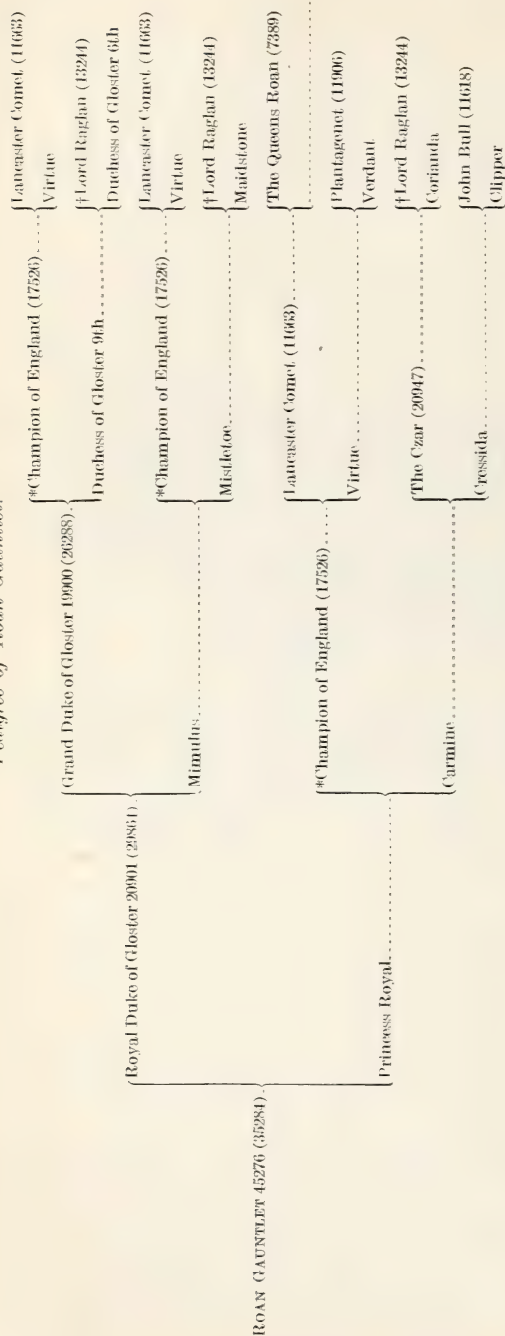 Pedigree of Roan Gauntlet.
ROAN GAUNTLET 45276 (35284).
Royal Duke of Gloster 20901 (29864).
Princess Royal
Grand Duke of Gloster 19900 (26288).
Mimulus
*Champion of England (17526)
Carmine
*Champion of England (17526)
Duchess of Gloster 9th
*Champion of England (17526)
Mistletoe
Lancaster Comet (11663)
Virtue
The Czar (20947)
Cressida
Lancaster Comet (11663)
Virtue
†Lord Raglan (13244)
Duchess of Gloster 6th
Lancaster Comet (11663)
Virtue
†Lord Raglan (13244)
Maidstone
The Queens Roan (7389)
Plantagenet (11906)
Verdant
†Lord Raglan (13244)
Corianda
John Bull (11618)
Clipper